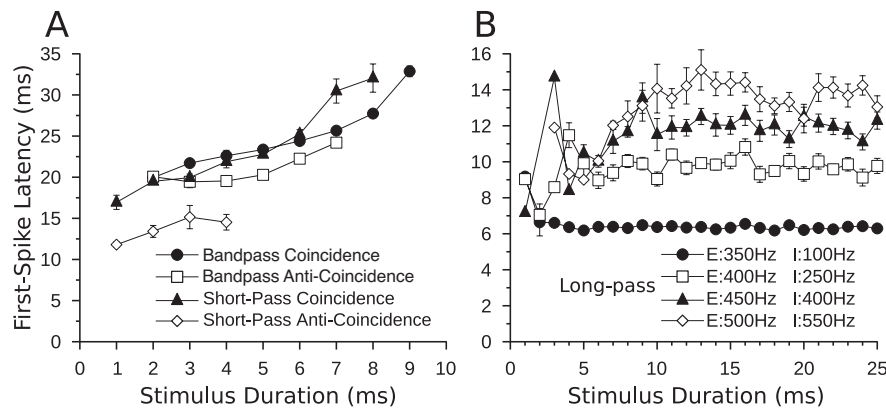 A
First-Spike Latency (ms)
35
30
25
20
15
10
5
0
Bandpass Coincidence
Bandpass Anti-Coincidence
Short-Pass Coincidence
Short-Pass Anti-Coincidence
0 1 2 3 4 5 6 7 8 9 10
Stimulus Duration (ms)
B
16
14
12
10
8
6
4
2
0
Long-pass
E:350Hz I:100Hz
E:400Hz I:250Hz
E:450Hz I:400Hz
E:500Hz I:550Hz
0 5 10 15 20 25
Stimulus Duration (ms)